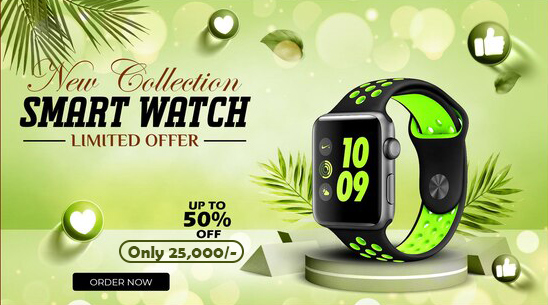 New Collection
SMART WATCH
LIMITED OFFER
UP TO
50%
OFF
Only 25,000/-
ORDER NOW
10
09